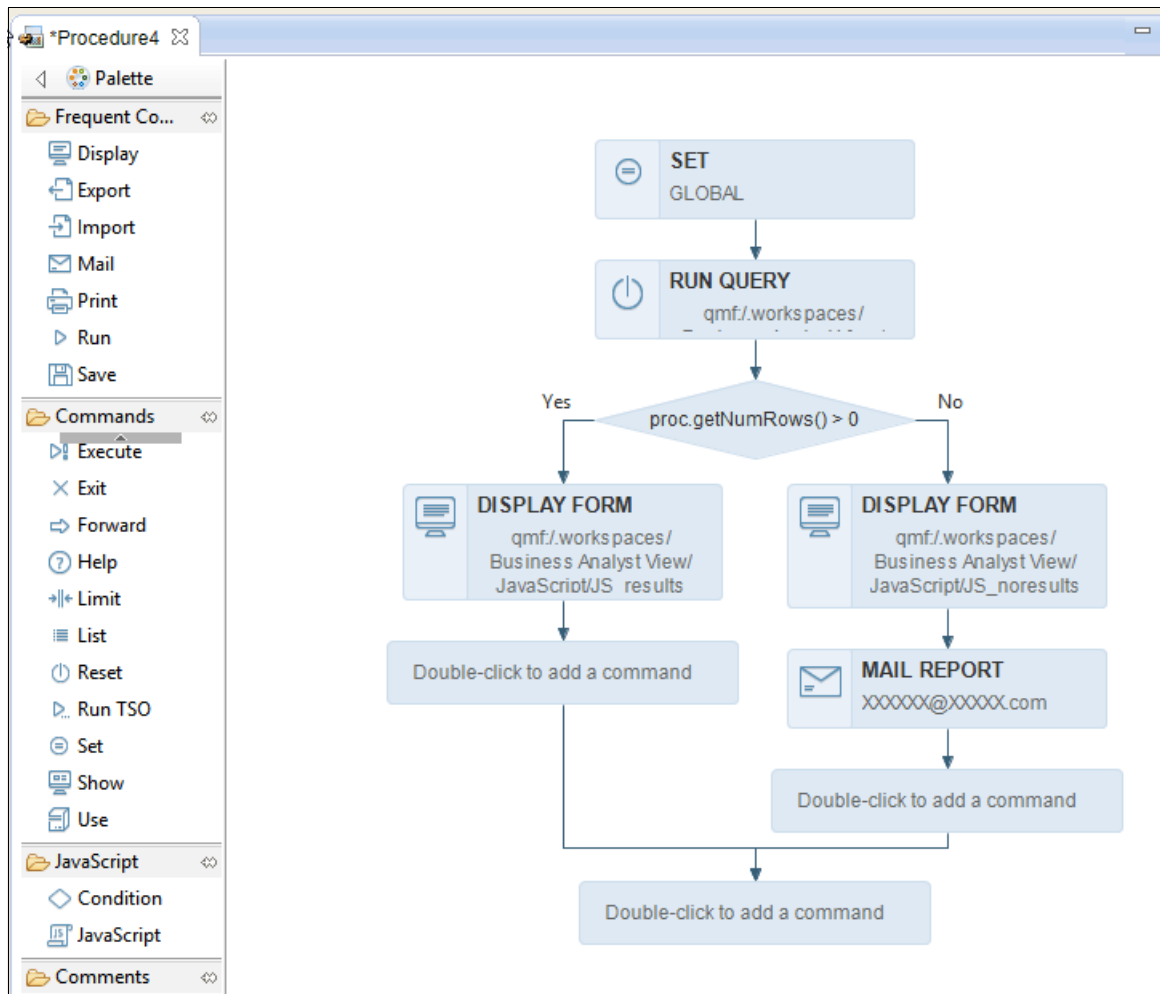 *Procedure4
Palette
Frequent Co...
Display
Export
Import
Mail
Print
Run
Save
Commands
Execute
Exit
Forward
Help
Limit
List
Reset
Run TSO
Set
Show
Use
JavaScript
Condition
JavaScript
Comments
SET
GLOBAL
RUN QUERY
qmf:/.workspaces/
Yes
proc.getNumRows() > 0
No
DISPLAY FORM
qmf:/.workspaces/
Business Analyst View/
JavaScript/JS_results
Double-click to add a command
DISPLAY FORM
qmf:/.workspaces/
Business Analyst View/
JavaScript/JS_noresults
MAIL REPORT
XXXXXX@XXXXX.com
Double-click to add a command
Double-click to add a command